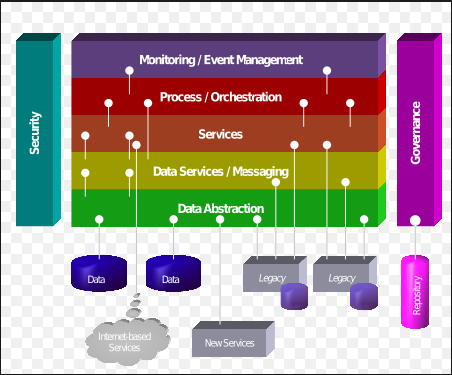 Monitoring / Event Management
Process / Orchestration
Services
Data Services / Messaging
Data Abstraction
Security
Governance
Data
Data
Legacy
Legacy
Repository
Internet-based
Services
New Services